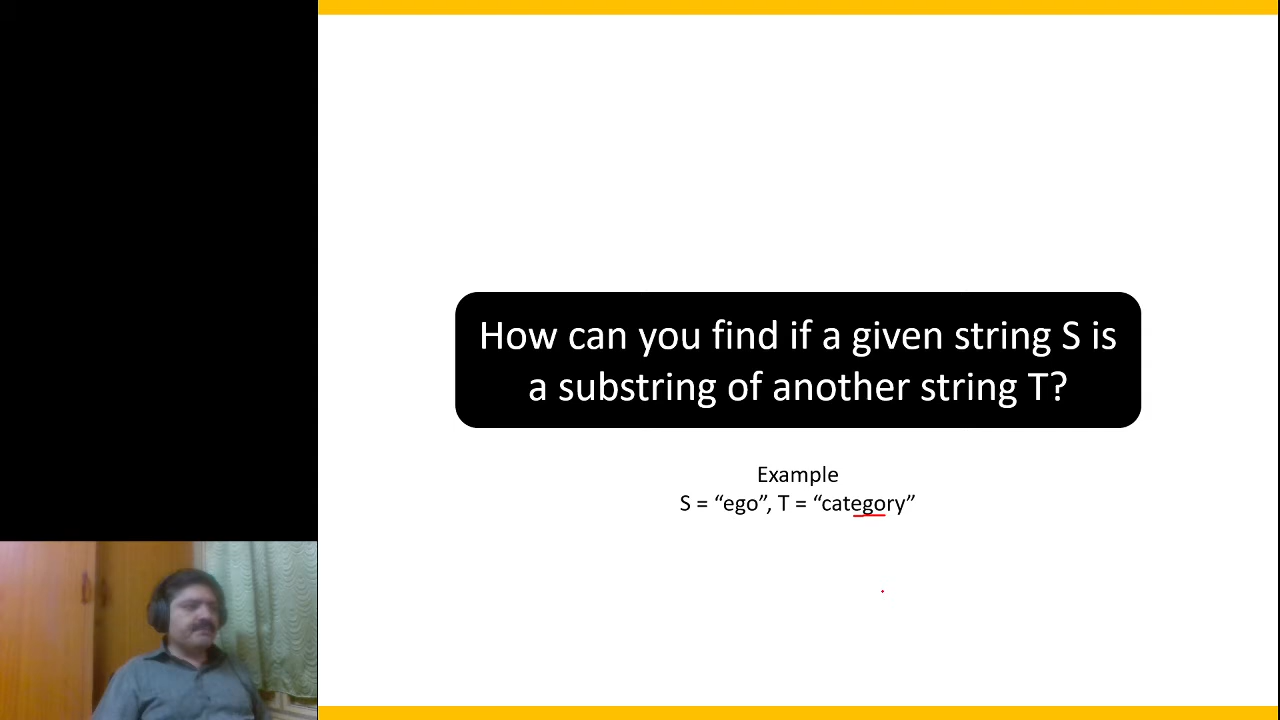 How can you find if a given string S is
a substring of another string T?
Example
S = “ego”, T = “category”